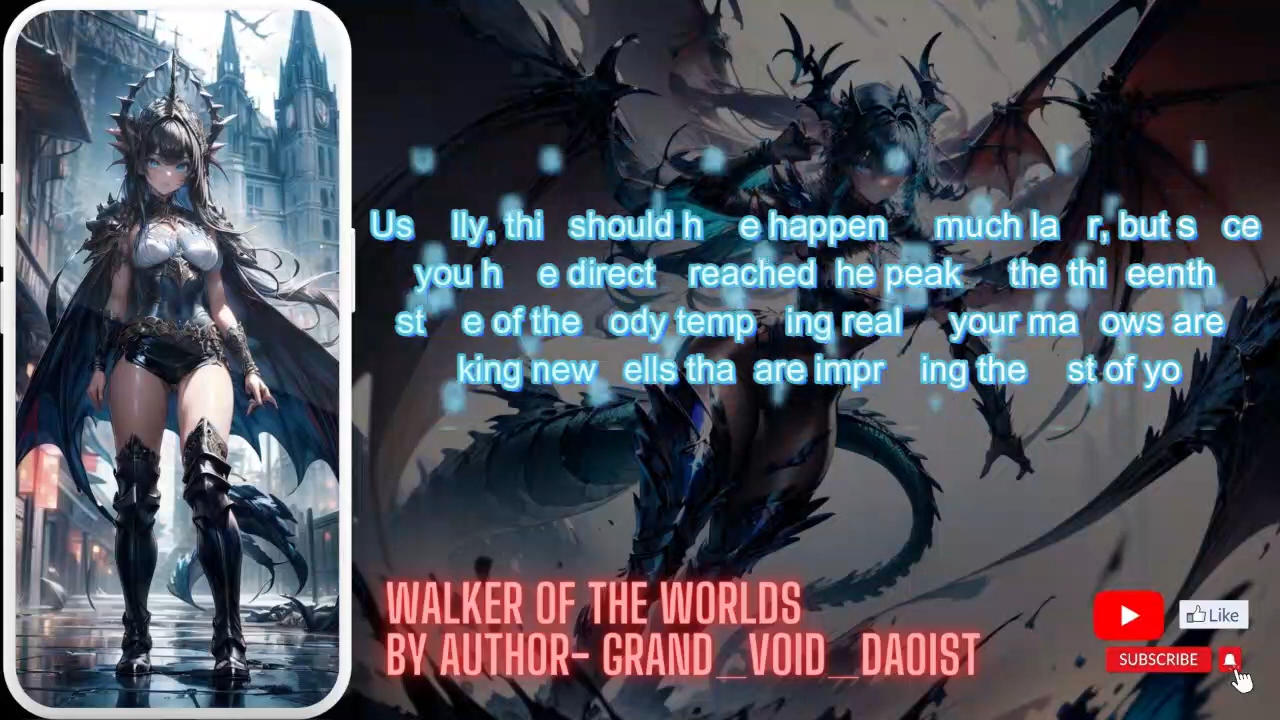 Us lly, thi should h e happen much la r, but s ce
you h e direct reached he peak the thi eenth
st e of the ody temp ing real your ma ows are
king new ells tha are impr ing the st of yo
WALKER OF THE WORLDS
BY AUTHOR- GRAND_VOID_DAOIST
Like
SUBSCRIBE